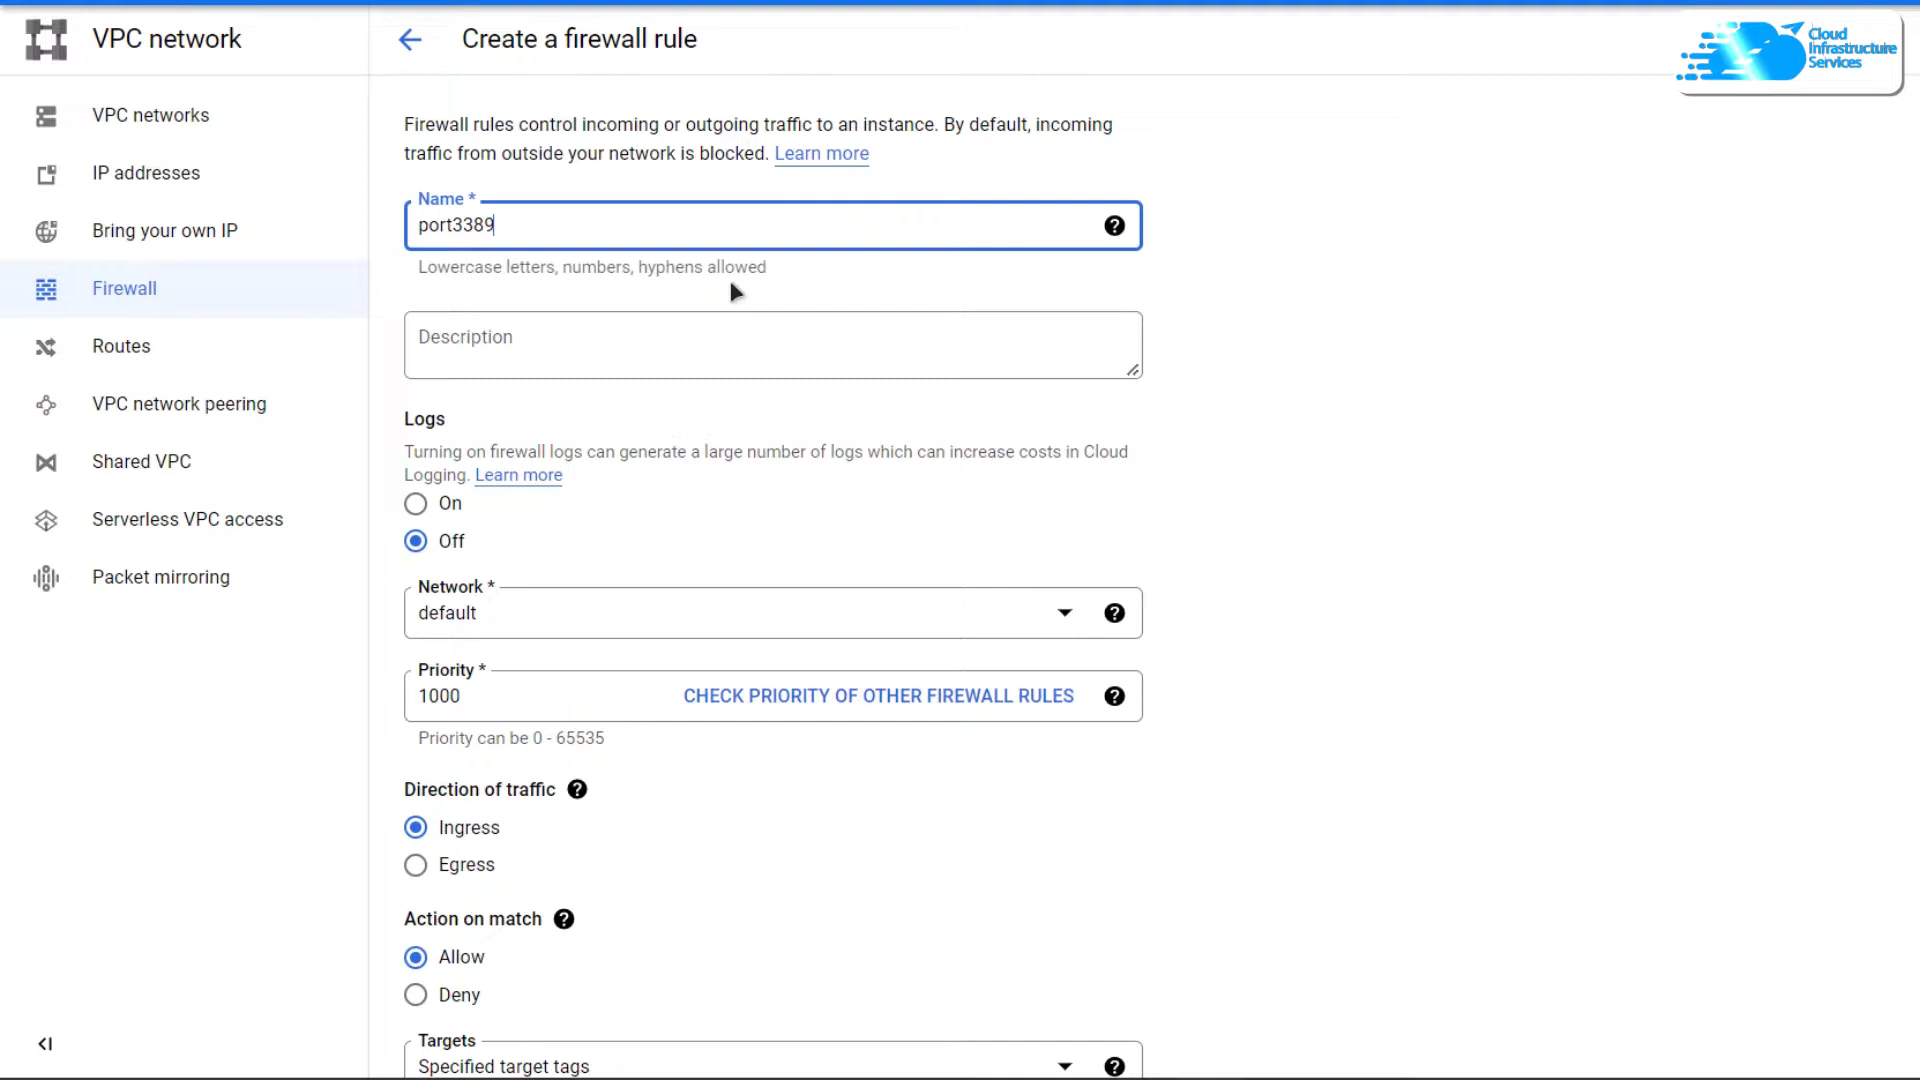 VPC network
Create a firewall rule
Cloud
Infrastructure
Services
VPC networks
IP addresses
Bring your own IP
Firewall
Routes
VPC network peering
Shared VPC
Serverless VPC access
Packet mirroring
Firewall rules control incoming or outgoing traffic to an instance. By default, incoming
traffic from outside your network is blocked. Learn more
Name *
port3389
Lowercase letters, numbers, hyphens allowed
Description
Logs
Turning on firewall logs can generate a large number of logs which can increase costs in Cloud
Logging. Learn more
On
Off
Network *
default
Priority *
1000 CHECK PRIORITY OF OTHER FIREWALL RULES
Priority can be 0 - 65535
Direction of traffic
Ingress
Egress
Action on match
Allow
Deny
Targets
Specified target tags